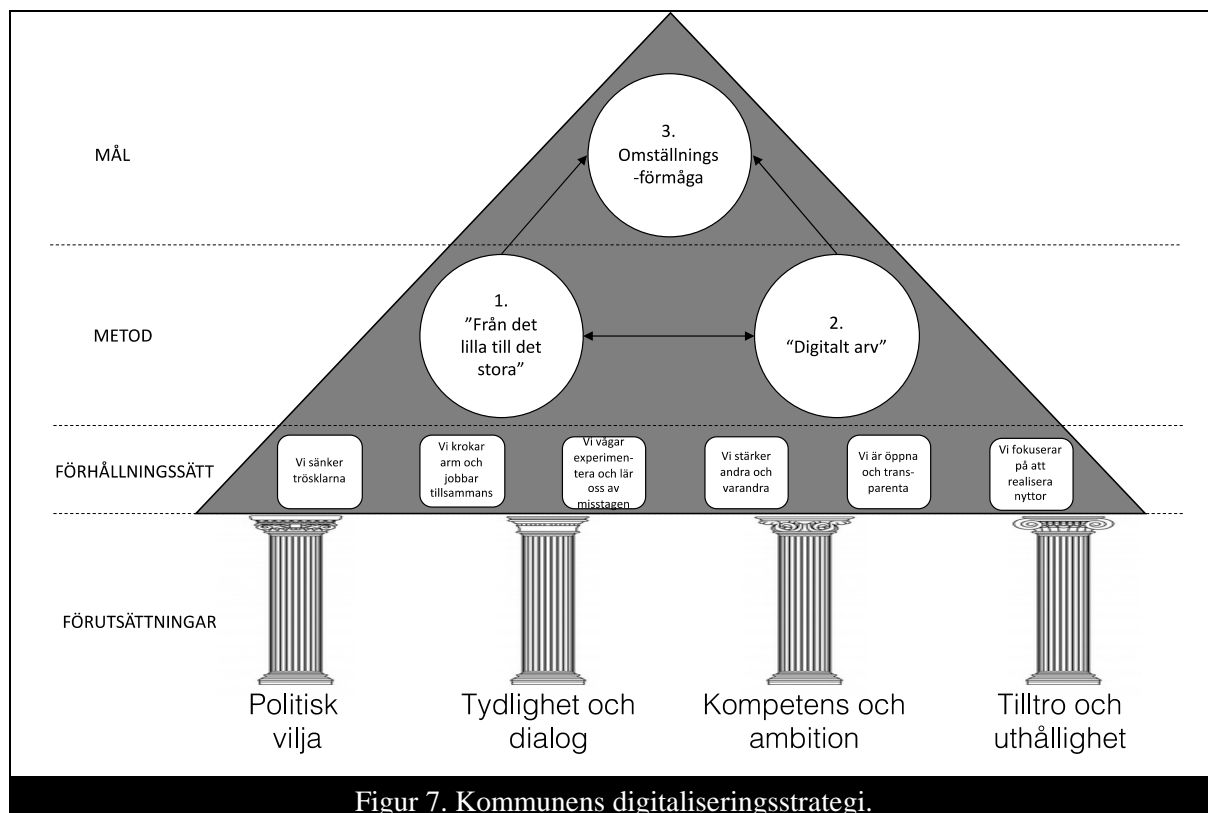 MÅL
3.
Omställnings
-förmåga
METOD
1.
”Från det
lilla till det
stora”
2.
“Digitalt arv”
FÖRHÅLLNINGSSÄTT
Vi sänker
trösklarna
Vi krokar
arm och
jobbar
tillsammans
Vi vågar
experimen-
tera och lär
oss av
misstagen
Vi stärker
andra och
varandra
Vi är öppna
och trans-
parenta
Vi fokuserar
på att
realisera
nyttor
FÖRUTSÄTTNINGAR
Politisk
vilja
Tydlighet och
dialog
Kompetens och
ambition
Tilltro och
uthållighet
Figur 7. Kommunens digitaliseringsstrategi.